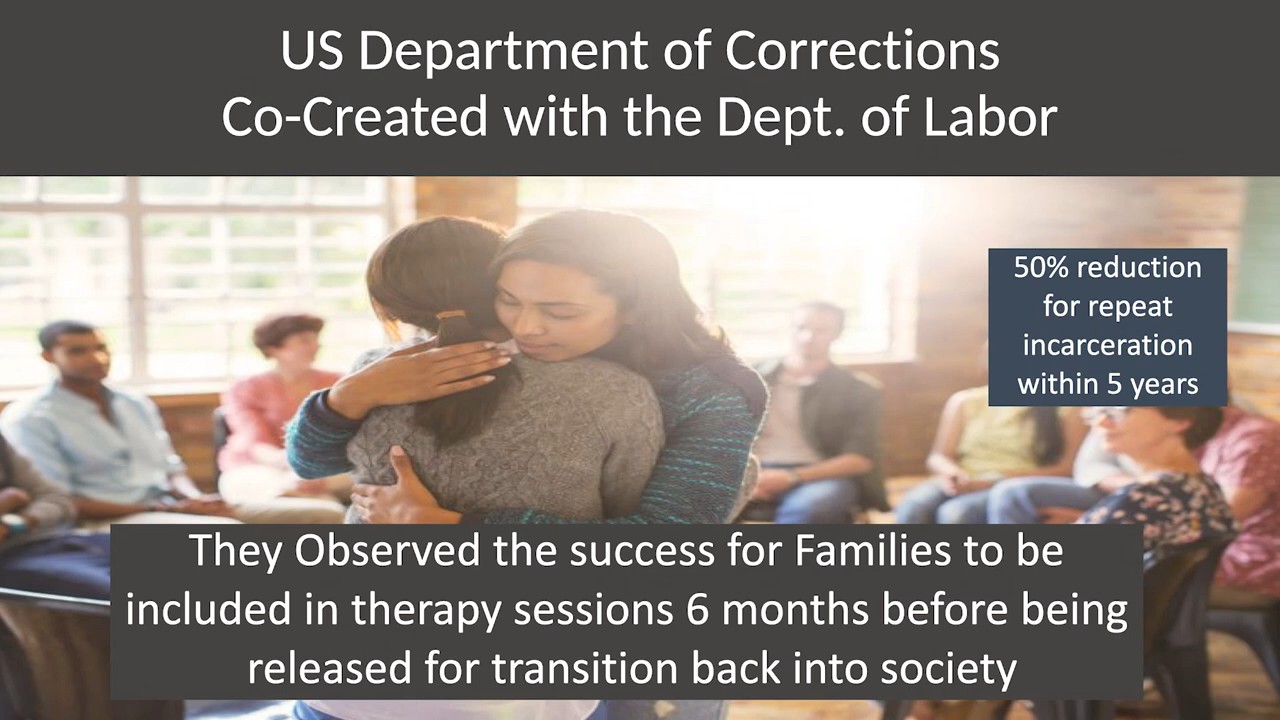 US Department of Corrections
Co-Created with the Dept. of Labor
50% reduction
for repeat
incarceration
within 5 years
They Observed the success for Families to be
included in therapy sessions 6 months before being
released for transition back into society